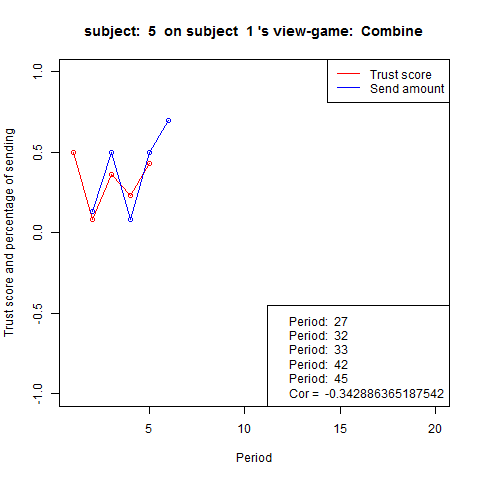 subject:  5  on subject  1 's view-game:  Combine
Trust score
Send amount
Trust score and percentage of sending
1.0
0.5
0.0
-0.5
-1.0
Period:  27
Period:  32
Period:  33
Period:  42
Period:  45
Cor =  -0.342886365187542
5 10 15 20
Period